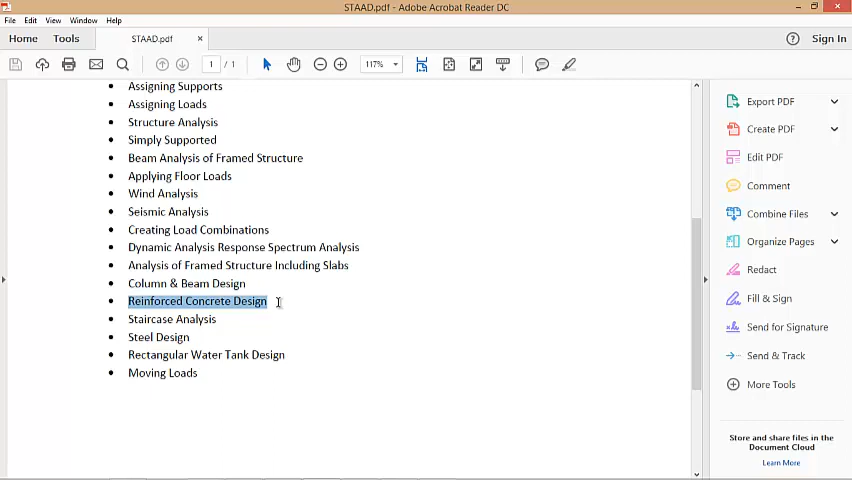 STAAD.pdf - Adobe Acrobat Reader DC
File Edit View Window Help
Home Tools STAAD.pdf × ? Sign In
1 / 1 117%
• Assigning Supports
• Assigning Loads
• Structure Analysis
• Simply Supported
• Beam Analysis of Framed Structure
• Applying Floor Loads
• Wind Analysis
• Seismic Analysis
• Creating Load Combinations
• Dynamic Analysis Response Spectrum Analysis
• Analysis of Framed Structure Including Slabs
• Column & Beam Design
• Reinforced Concrete Design
• Staircase Analysis
• Steel Design
• Rectangular Water Tank Design
• Moving Loads
Export PDF
Create PDF
Edit PDF
Comment
Combine Files
Organize Pages
Redact
Fill & Sign
Send for Signature
Send & Track
More Tools
Store and share files in the
Document Cloud
Learn More